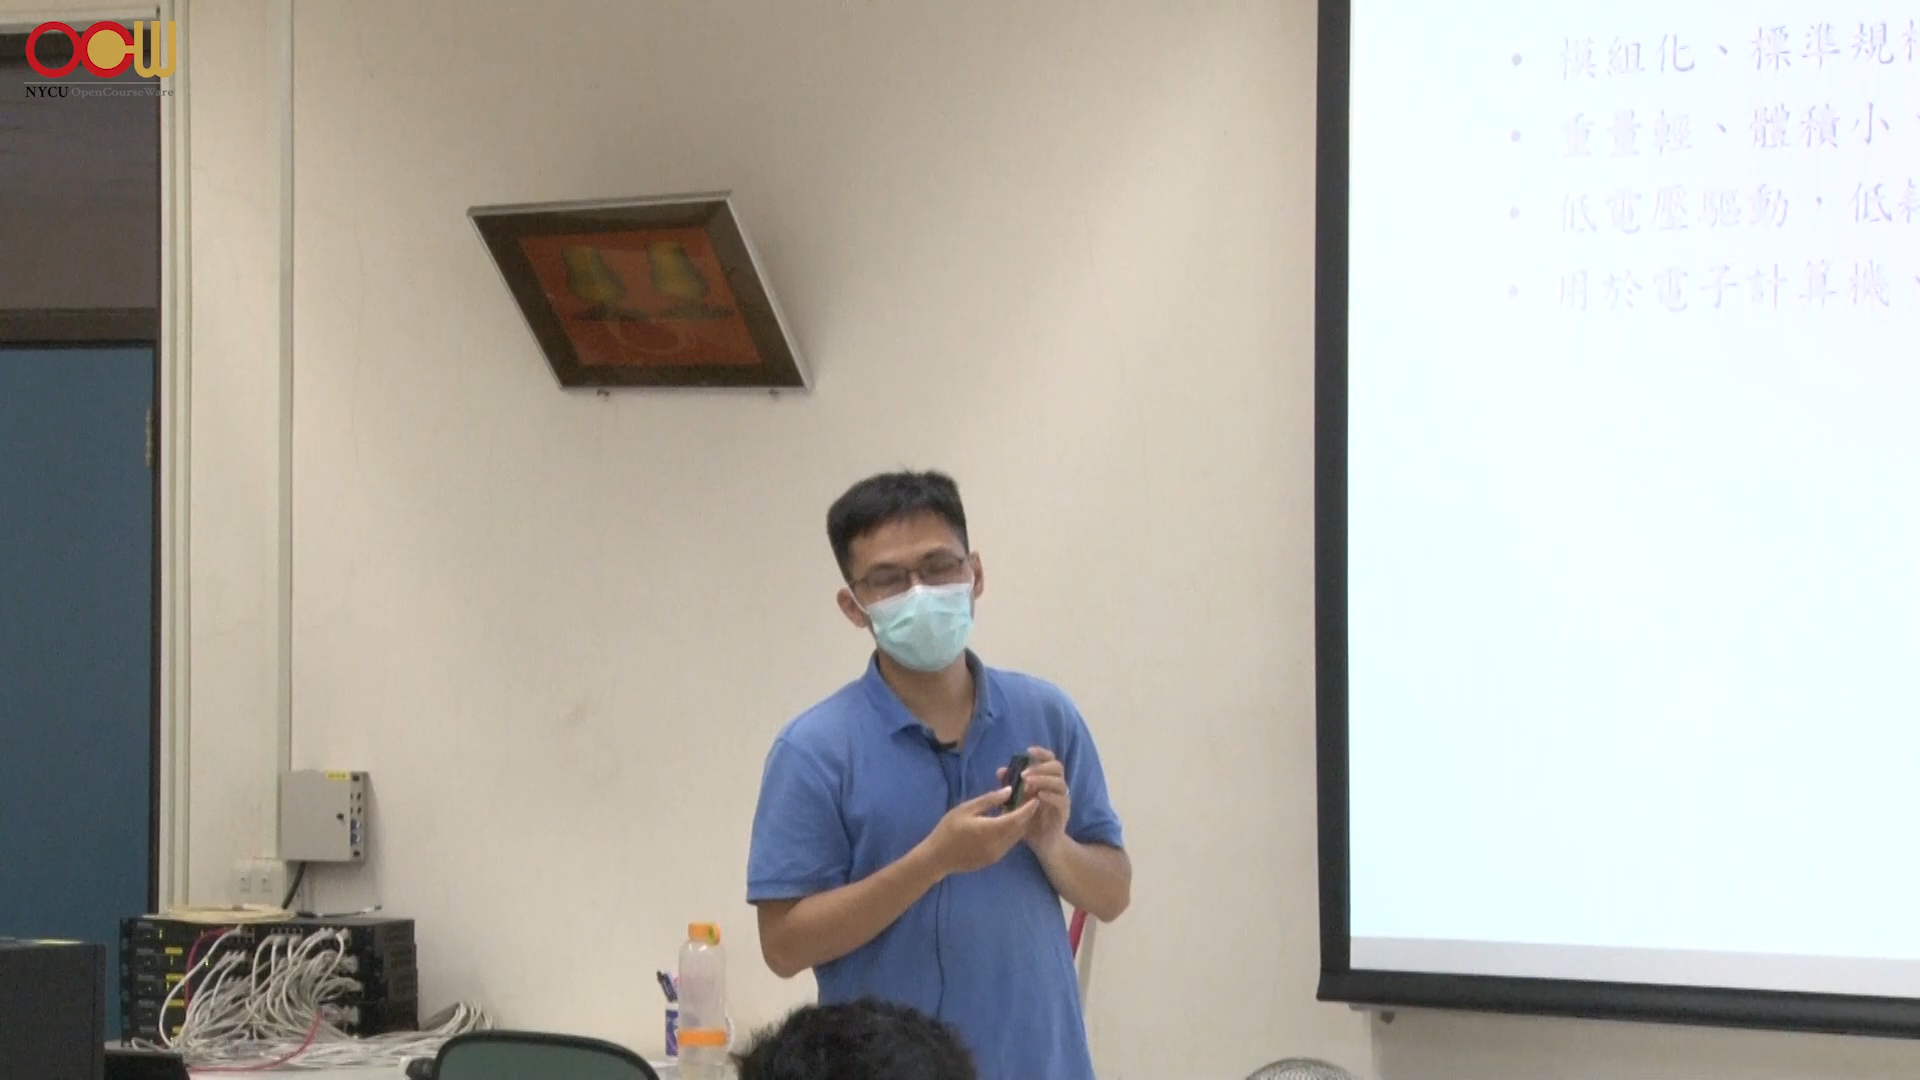 OCW
NYCU OpenCourseWare
• 模組化、標準規
• 重量輕、體積小、
• 低電壓驅動，低
• 用於電子計算機、